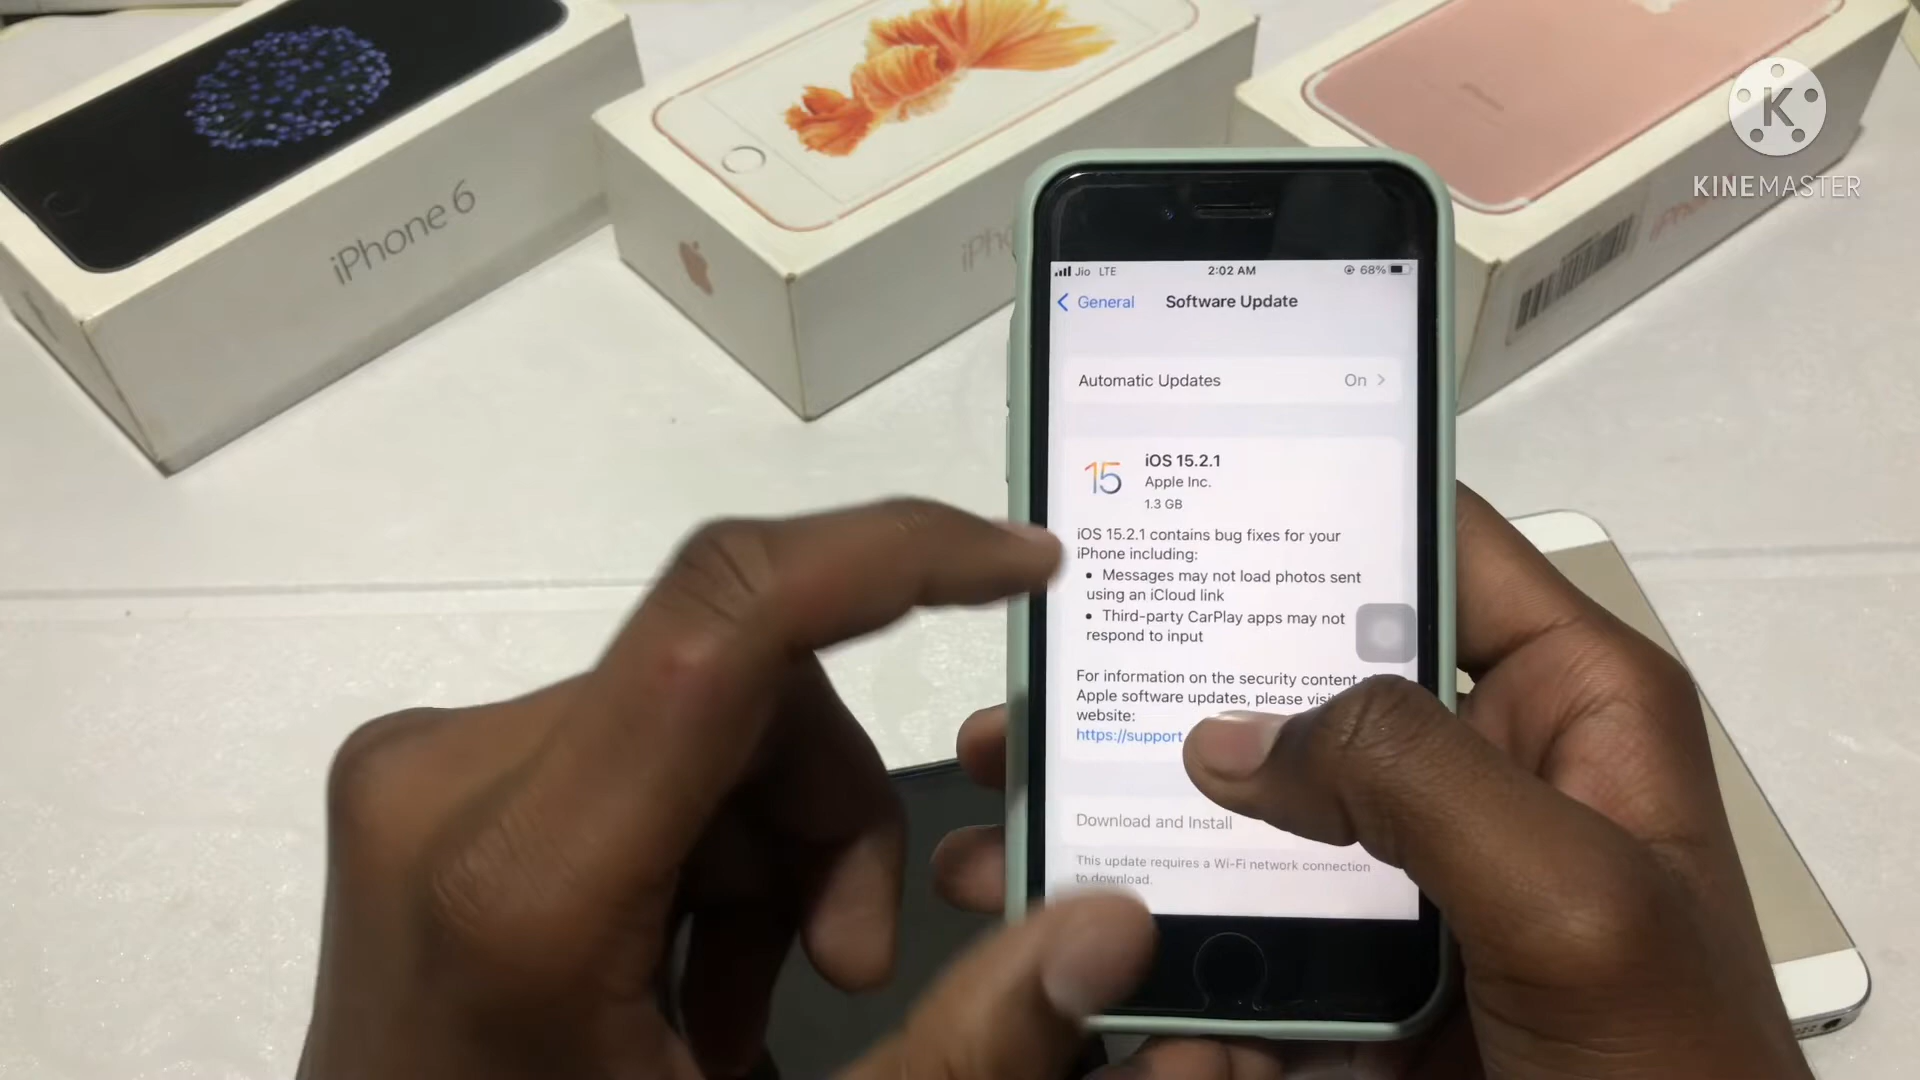 iPhone 6
KINEMASTER
Jio LTE
2:02 AM
68%
General
Software Update
Automatic Updates
On
15
iOS 15.2.1
Apple Inc.
1.3 GB
iOS 15.2.1 contains bug fixes for your
iPhone including:
• Messages may not load photos sent
using an iCloud link
• Third-party CarPlay apps may not
respond to input
For information on the security content
Apple software updates, please
website:
https://support
Download and Install
This update requires a Wi-Fi network connection
to download.